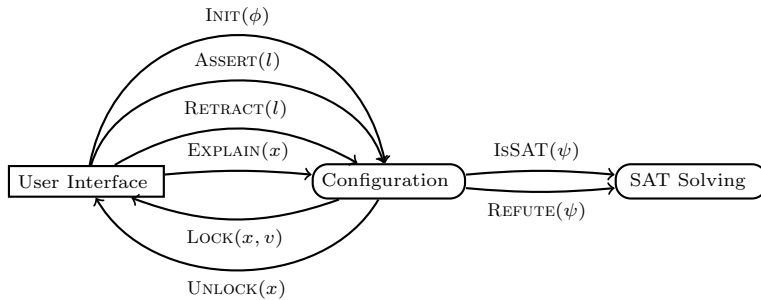 INIT(ϕ)
ASSERT(l)
RETRACT(l)
EXPLAIN(x)
User Interface
Configuration
ISSAT(ψ)
SAT Solving
REFUTE(ψ)
LOCK(x, v)
UNLOCK(x)